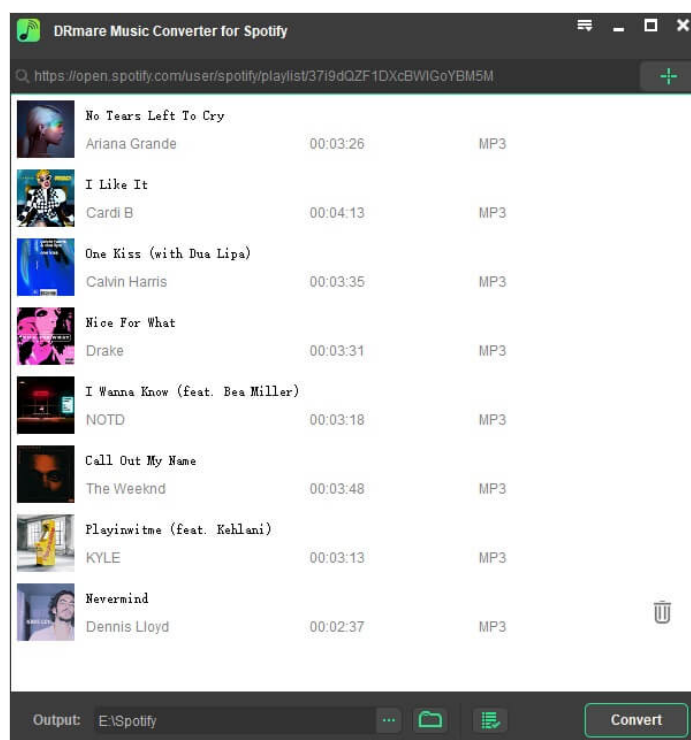 DRmare Music Converter for Spotify
https://open.spotify.com/user/spotify/playlist/37i9dQZF1DXcBWIGoYBM5M
No Tears Left To Cry
Ariana Grande 00:03:26 MP3
I Like It
Cardi B 00:04:13 MP3
One Kiss (with Dua Lipa)
Calvin Harris 00:03:35 MP3
Nice For What
Drake 00:03:31 MP3
I Wanna Know (feat. Bea Miller)
NOTD 00:03:18 MP3
Call Out My Name
The Weeknd 00:03:48 MP3
Playinwitme (feat. Kehlani)
KYLE 00:03:13 MP3
Nevermind
Dennis Lloyd 00:02:37 MP3
Output: E:\Spotify ... Convert